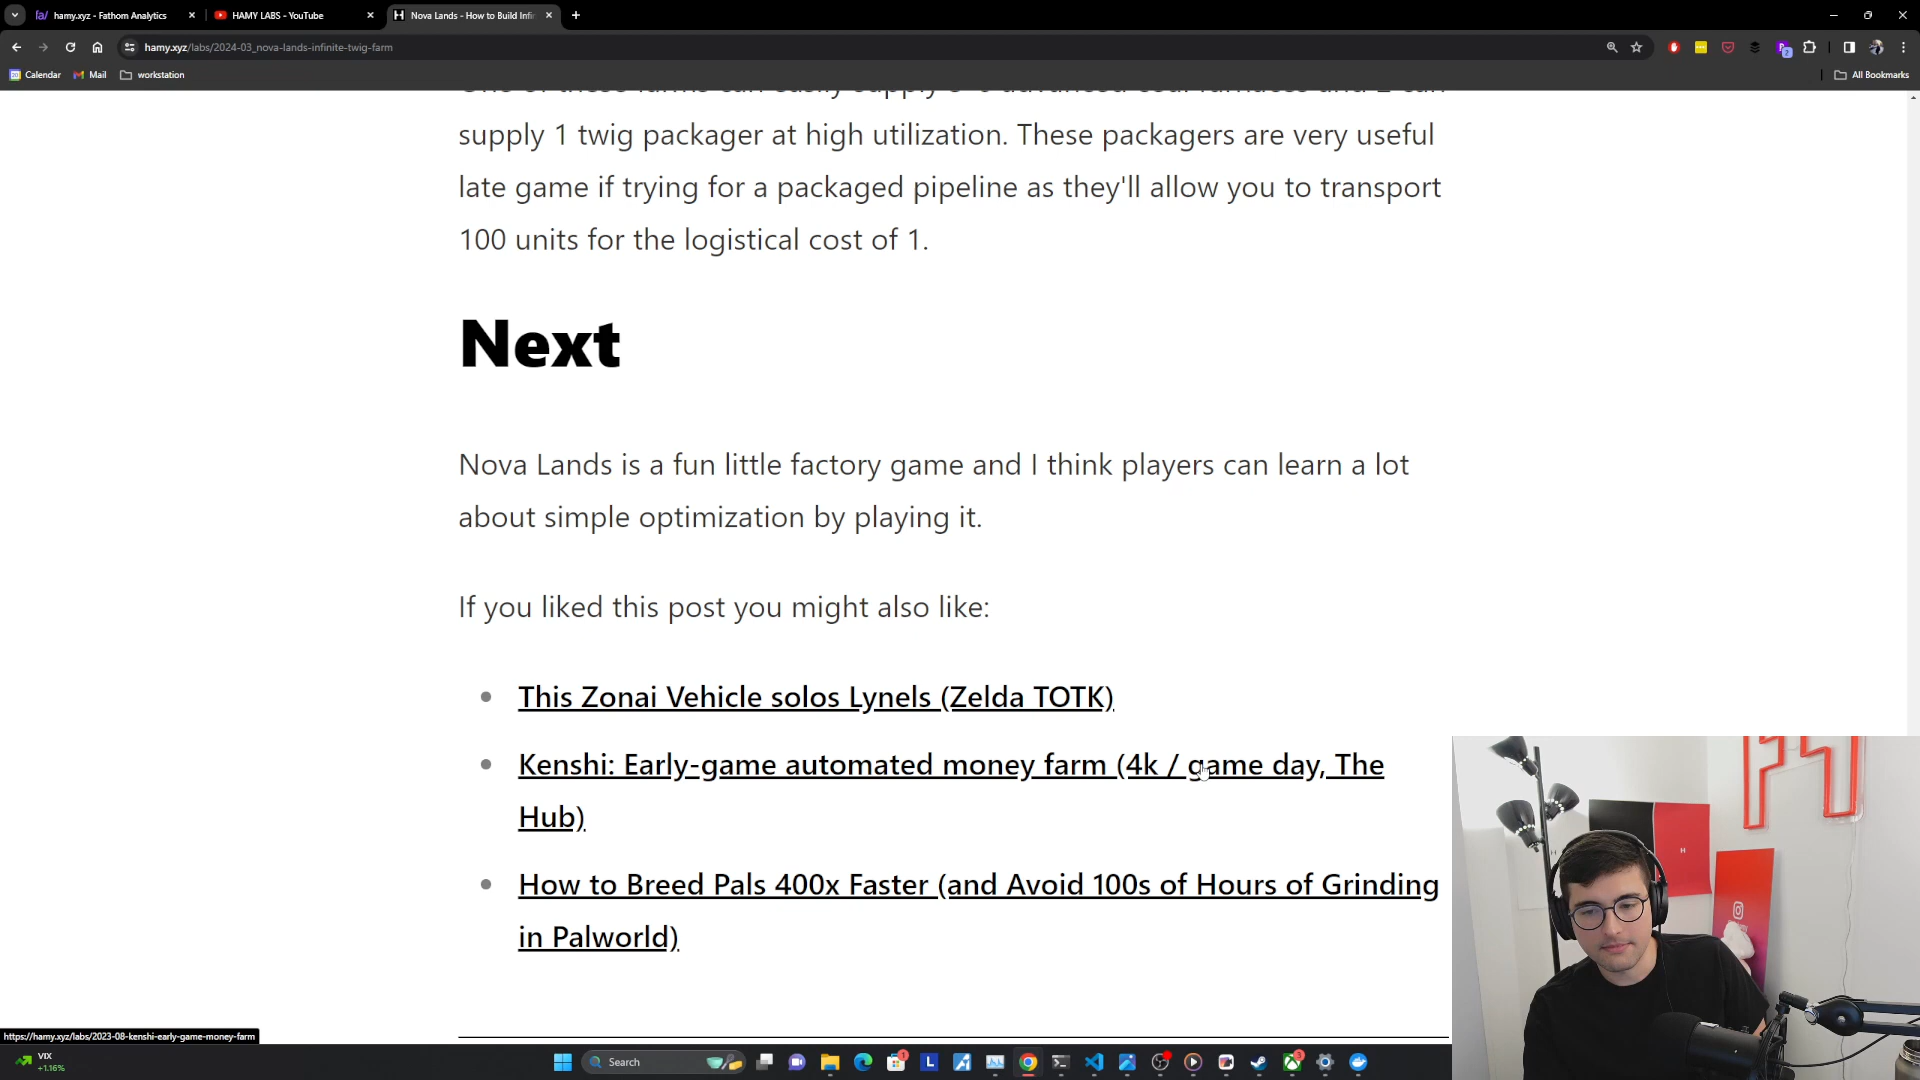 hamy.xyz - Fathom Analytics
HAMY LABS - YouTube
Nova Lands - How to Build Infi
hamy.xyz/labs/2024-03_nova-lands-infinite-twig-farm
Calendar
Mail
workstation
All Bookmarks
supply 1 twig packager at high utilization. These packagers are very useful
late game if trying for a packaged pipeline as they'll allow you to transport
100 units for the logistical cost of 1.
Next
Nova Lands is a fun little factory game and I think players can learn a lot
about simple optimization by playing it.
If you liked this post you might also like:
This Zonai Vehicle solos Lynels (Zelda TOTK)
Kenshi: Early-game automated money farm (4k / game day, The
Hub)
How to Breed Pals 400x Faster (and Avoid 100s of Hours of Grinding
in Palworld)
https://hamy.xyz/labs/2023-08-kenshi-early-game-money-farm
VIX
+1.16%
Search